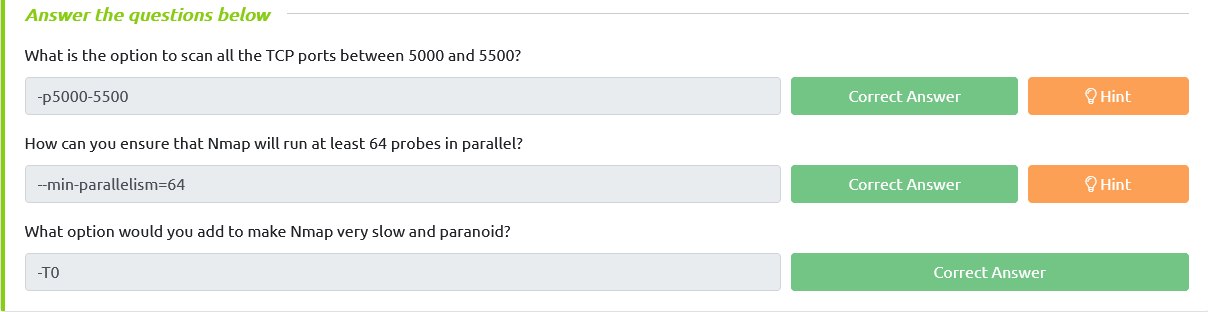 Answer the questions below
What is the option to scan all the TCP ports between 5000 and 5500?
-p5000-5500
Correct Answer
Hint
How can you ensure that Nmap will run at least 64 probes in parallel?
--min-parallelism=64
Correct Answer
Hint
What option would you add to make Nmap very slow and paranoid?
-T0
Correct Answer